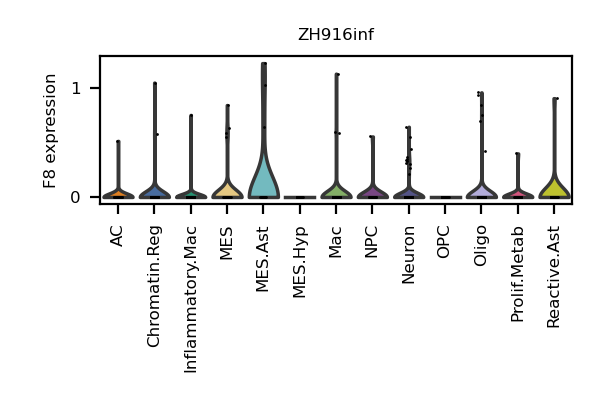 ZH916inf
F8 expression
1
0
AC
Chromatin.Reg
Inflammatory.Mac
MES
MES.Ast
MES.Hyp
Mac
NPC
Neuron
OPC
Oligo
Prolif.Metab
Reactive.Ast